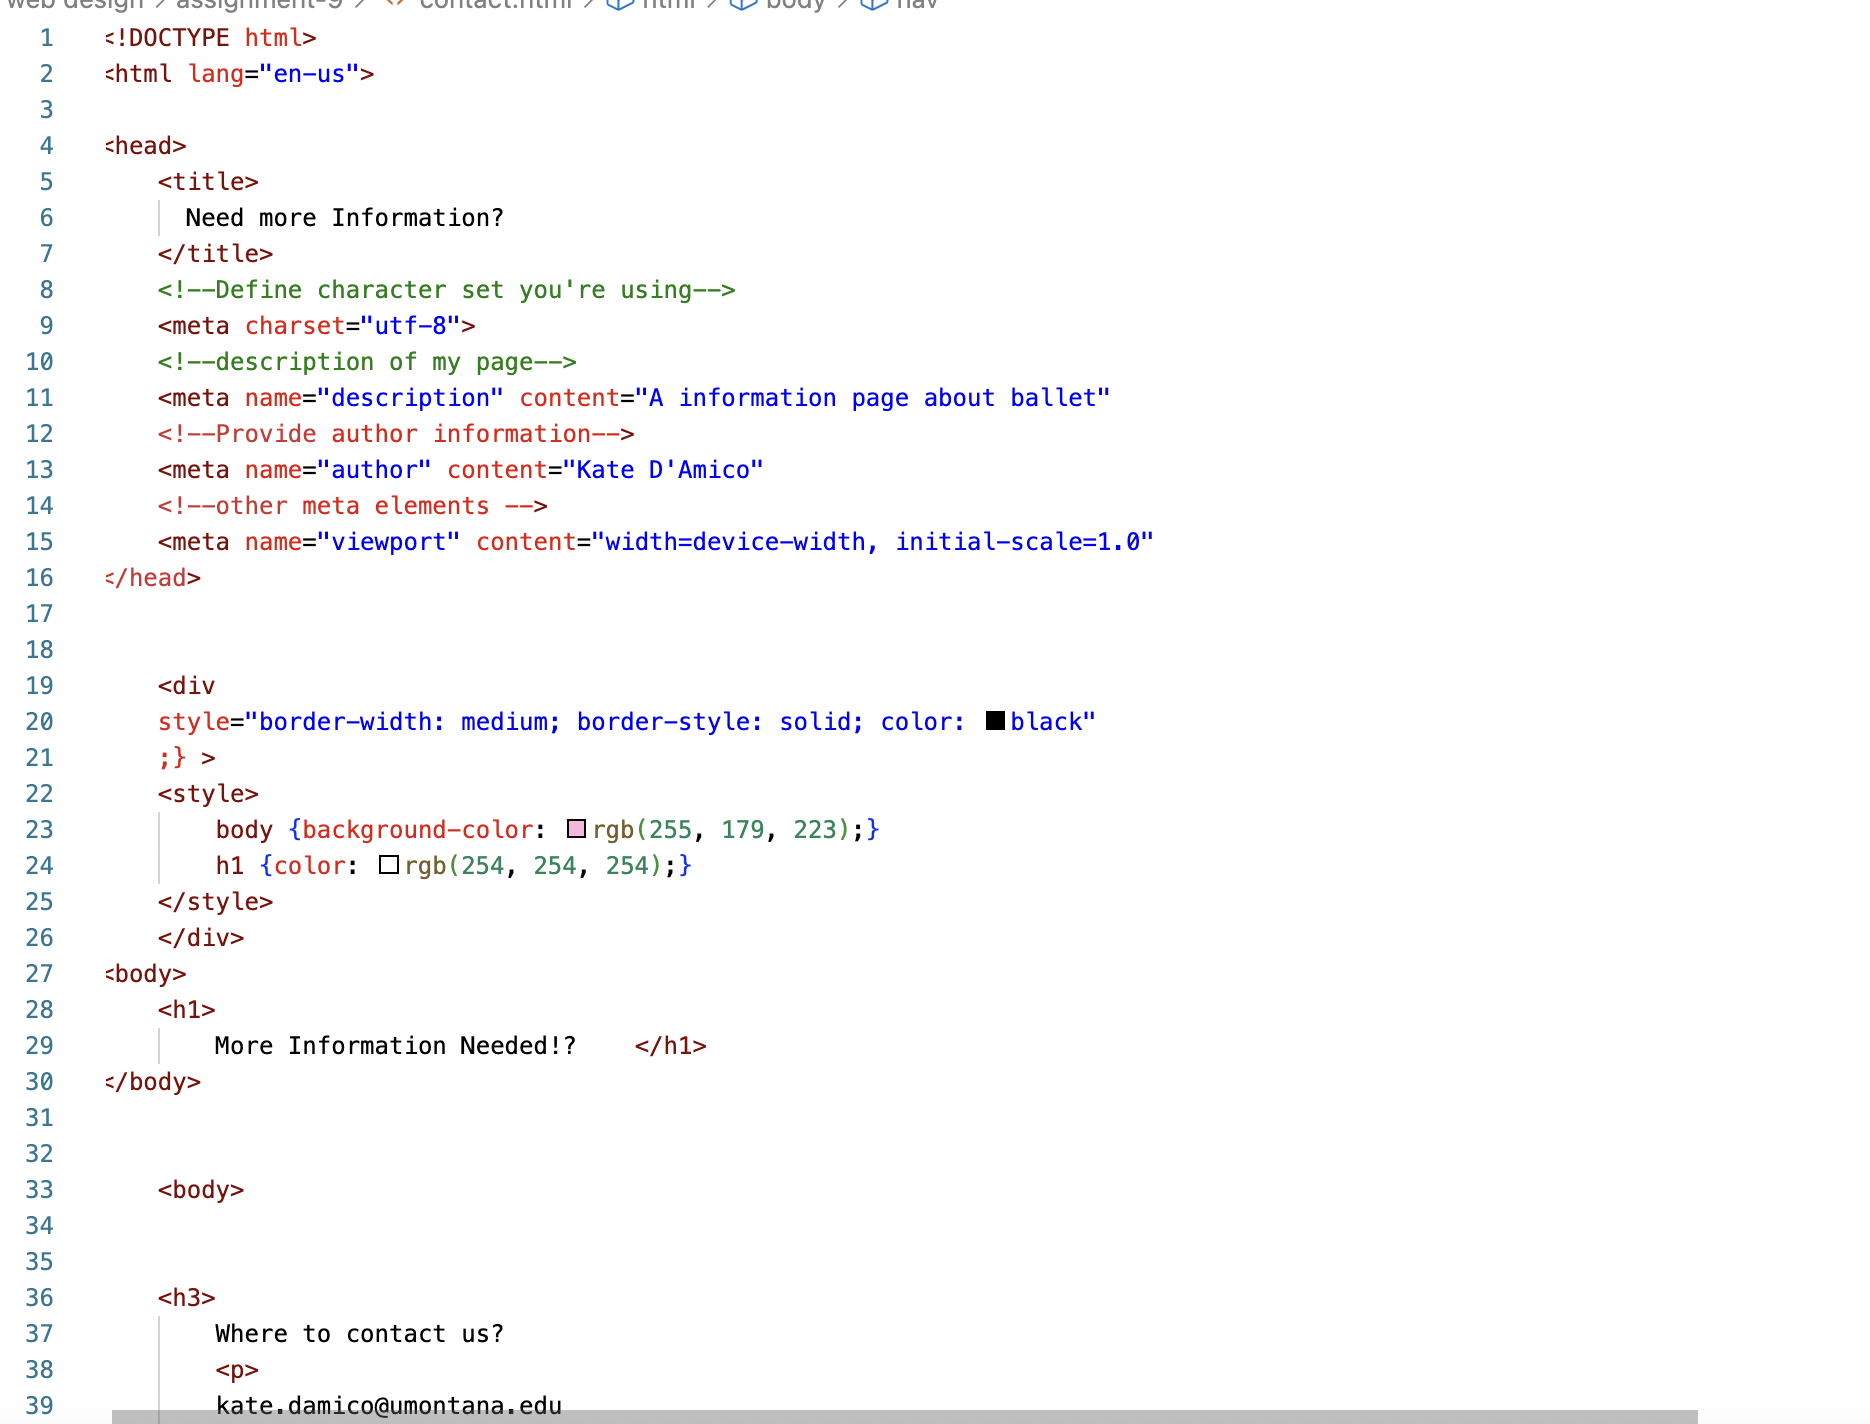 web design > assignment-9 > <> contact.html > html > body > nav
1 <!DOCTYPE html>
2 <html lang="en-us">
3
4 <head>
5 <title>
6 Need more Information?
7 </title>
8 <!--Define character set you're using-->
9 <meta charset="utf-8">
10 <!--description of my page-->
11 <meta name="description" content="A information page about ballet"
12 <!--Provide author information-->
13 <meta name="author" content="Kate D'Amico"
14 <!--other meta elements -->
15 <meta name="viewport" content="width=device-width, initial-scale=1.0"
16 </head>
17
18
19 <div
20 style="border-width: medium; border-style: solid; color: black"
21 ;} >
22 <style>
23 body {background-color: rgb(255, 179, 223);}
24 h1 {color: rgb(254, 254, 254);}
25 </style>
26 </div>
27 <body>
28 <h1>
29 More Information Needed!? </h1>
30 </body>
31
32
33 <body>
34
35
36 <h3>
37 Where to contact us?
38 <p>
39 kate.damico@umontana.edu